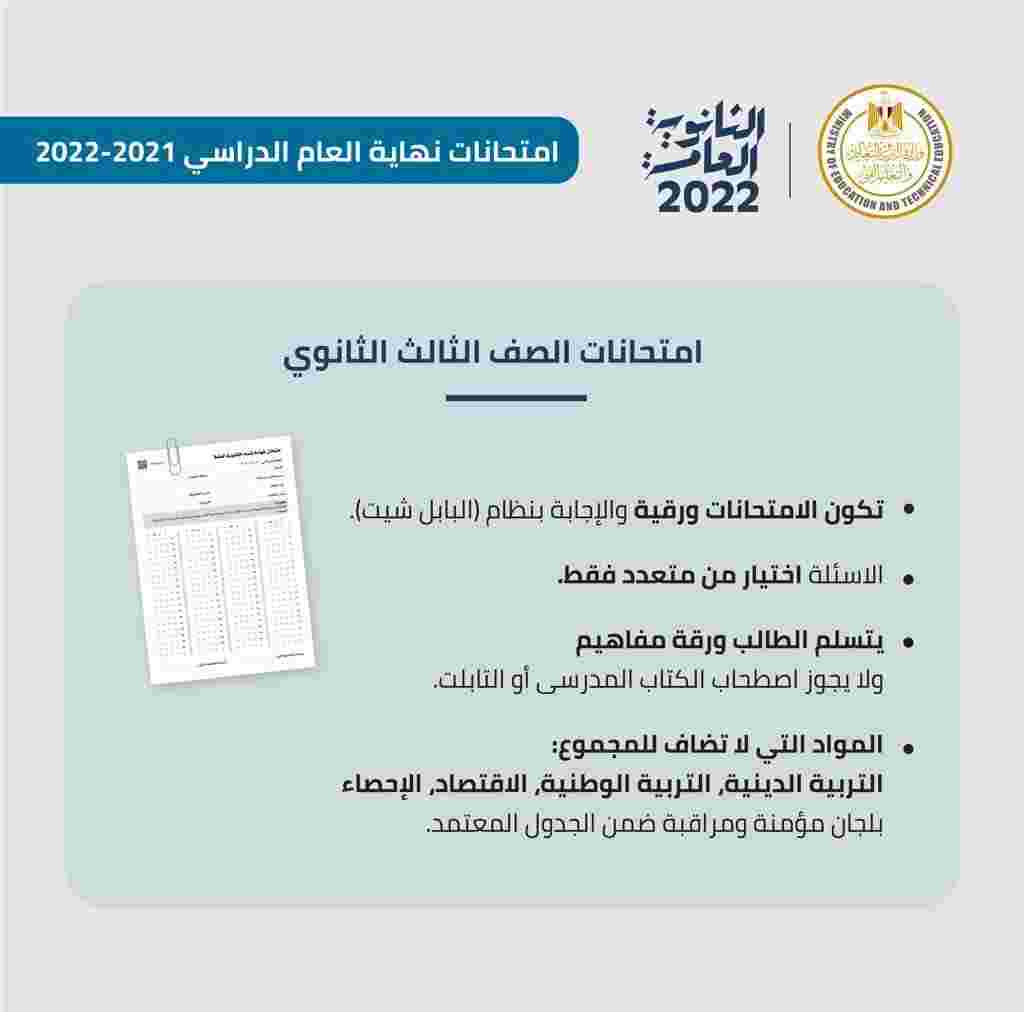 امتحانات نهاية العام الدراسي 2021-2022
الثانوية
العامة
2022
MINISTRY OF EDUCATION AND TECHNICAL EDUCATION
امتحانات الصف الثالث الثانوي
• تكون الامتحانات ورقية والإجابة بنظام (البابل شيت).
• الاسئلة اختيار من متعدد فقط.
• يتسلم الطالب ورقة مفاهيم
ولا يجوز اصطحاب الكتاب المدرسى أو التابلت.
• المواد التي لا تضاف للمجموع:
التربية الدينية, التربية الوطنية, الاقتصاد, الإحصاء
بلجان مؤمنة ومراقبة ضمن الجدول المعتمد.